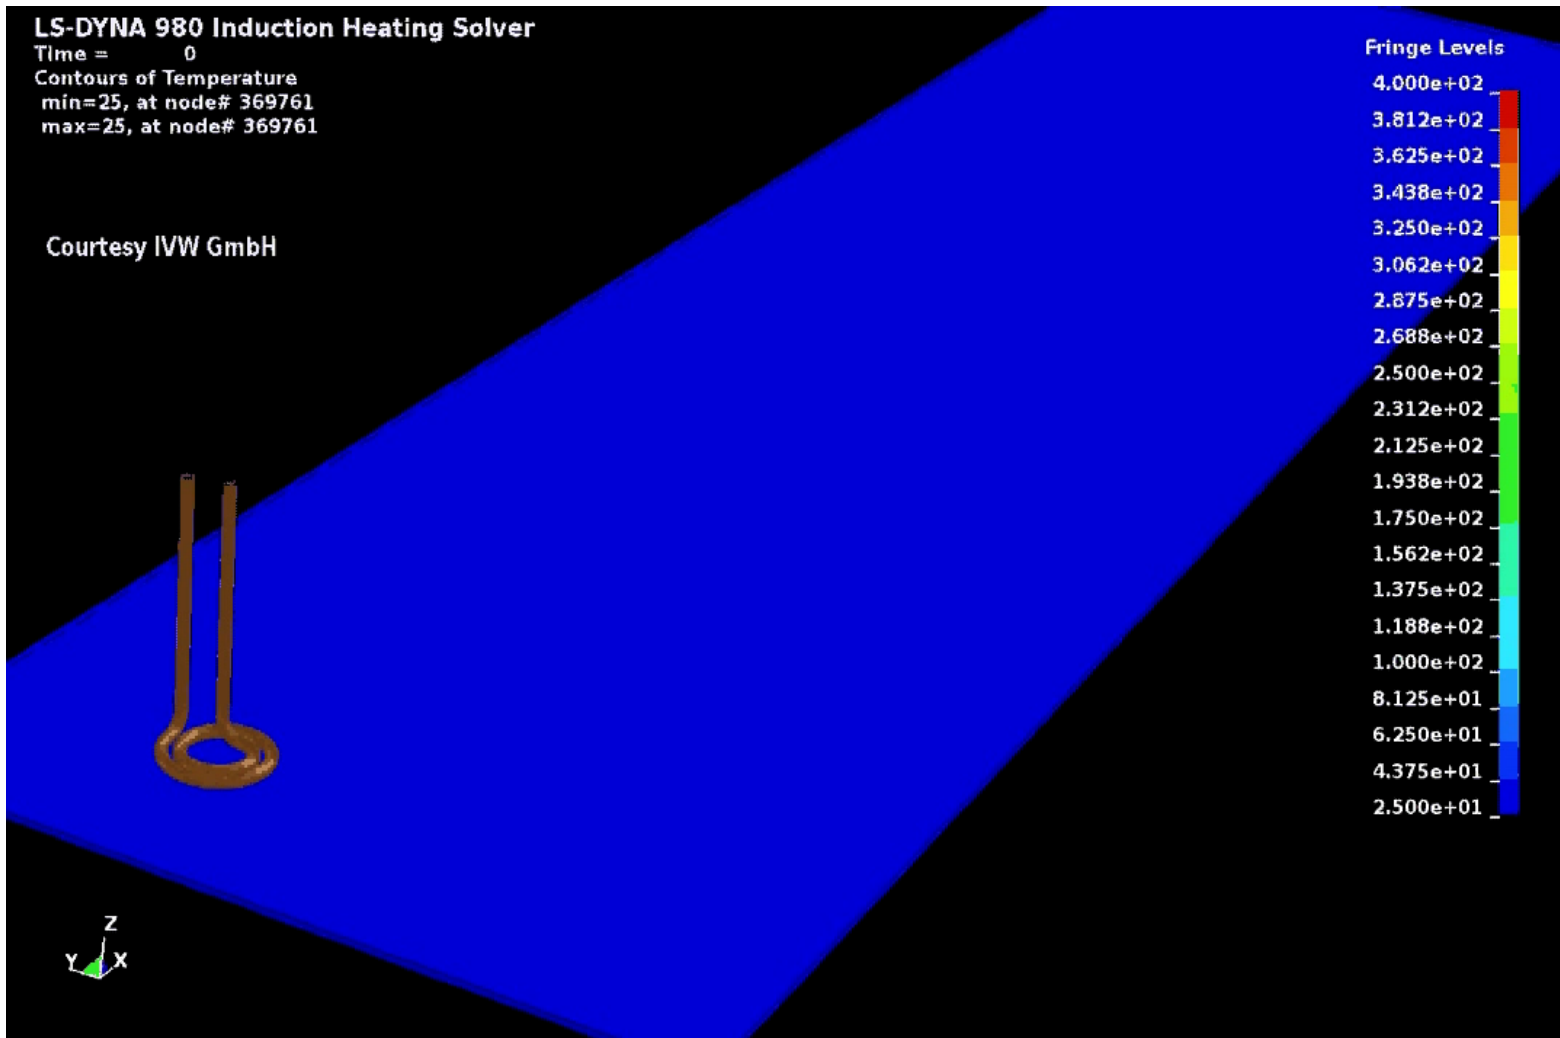 LS-DYNA 980 Induction Heating Solver
Time = 0
Contours of Temperature
min=25, at node# 369761
max=25, at node# 369761
Courtesy IVW GmbH
Fringe Levels
4.000e+02
3.812e+02
3.625e+02
3.438e+02
3.250e+02
3.062e+02
2.875e+02
2.688e+02
2.500e+02
2.312e+02
2.125e+02
1.938e+02
1.750e+02
1.562e+02
1.375e+02
1.188e+02
1.000e+02
8.125e+01
6.250e+01
4.375e+01
2.500e+01
Z
Y X